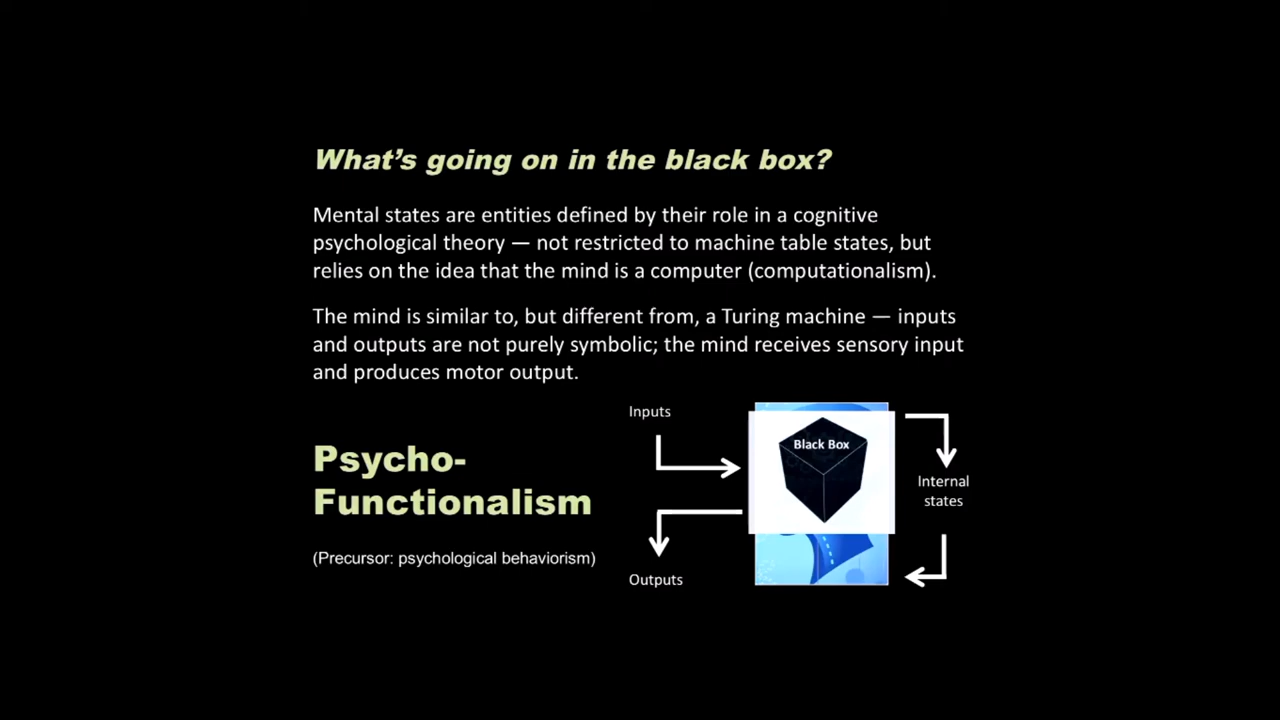 What’s going on in the black box?
Mental states are entities defined by their role in a cognitive
psychological theory — not restricted to machine table states, but
relies on the idea that the mind is a computer (computationalism).
The mind is similar to, but different from, a Turing machine — inputs
and outputs are not purely symbolic; the mind receives sensory input
and produces motor output.
Psycho-
Functionalism
(Precursor: psychological behaviorism)
Inputs
Black Box
Internal
states
Outputs